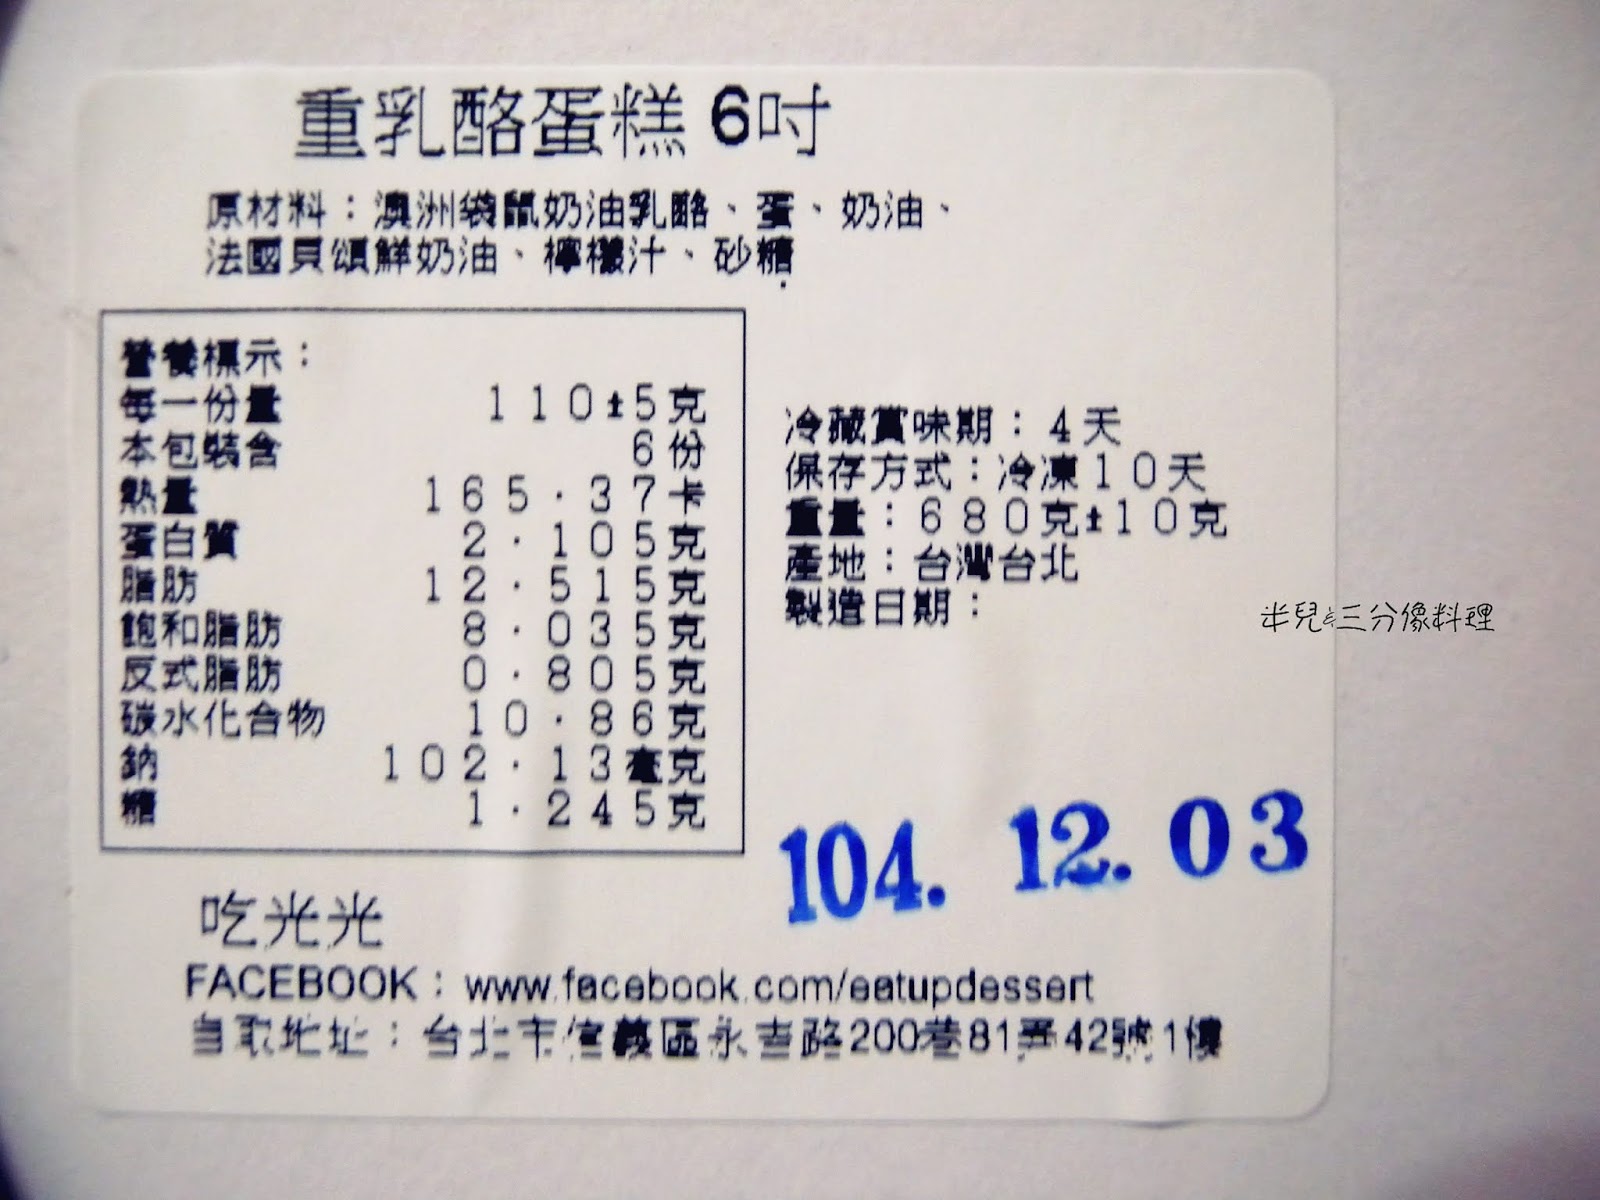 重乳酪蛋糕 6吋
原材料：澳洲袋鼠奶油乳酪、蛋、奶油、
法國貝頌鮮奶油、檸檬汁、砂糖
營養標示：
每一份量 110±5克
本包裝含 6份
熱量 165.37卡
蛋白質 2.105克
脂肪 12.515克
飽和脂肪 8.035克
反式脂肪 0.805克
碳水化合物 10.86克
鈉 102.13毫克
糖 1.245克
冷藏賞味期：4天
保存方式：冷凍10天
重量：680克±10克
產地：台灣台北
製造日期：
半兒&三分像料理
104. 12. 03
吃光光
FACEBOOK：www.facebook.com/eatupdessert
自取地址：台北市信義區永吉路200巷81弄42號1樓